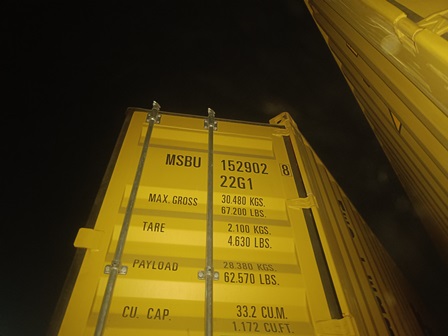 MSBU 152902 8
22G1
MAX. GROSS 30.480 KGS.
67.200 LBS.
TARE 2.100 KGS.
4.630 LBS.
PAYLOAD 28.380 KGS.
62.570 LBS.
CU. CAP. 33.2 CU.M.
1.172 CU.FT.